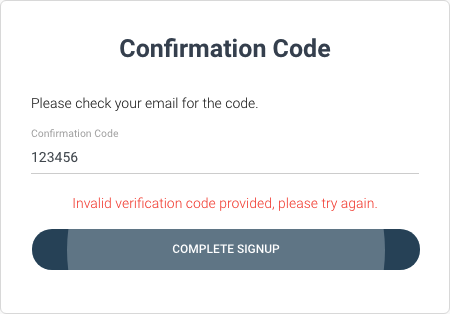 Confirmation Code
Please check your email for the code.
Confirmation Code
123456
Invalid verification code provided, please try again.
COMPLETE SIGNUP